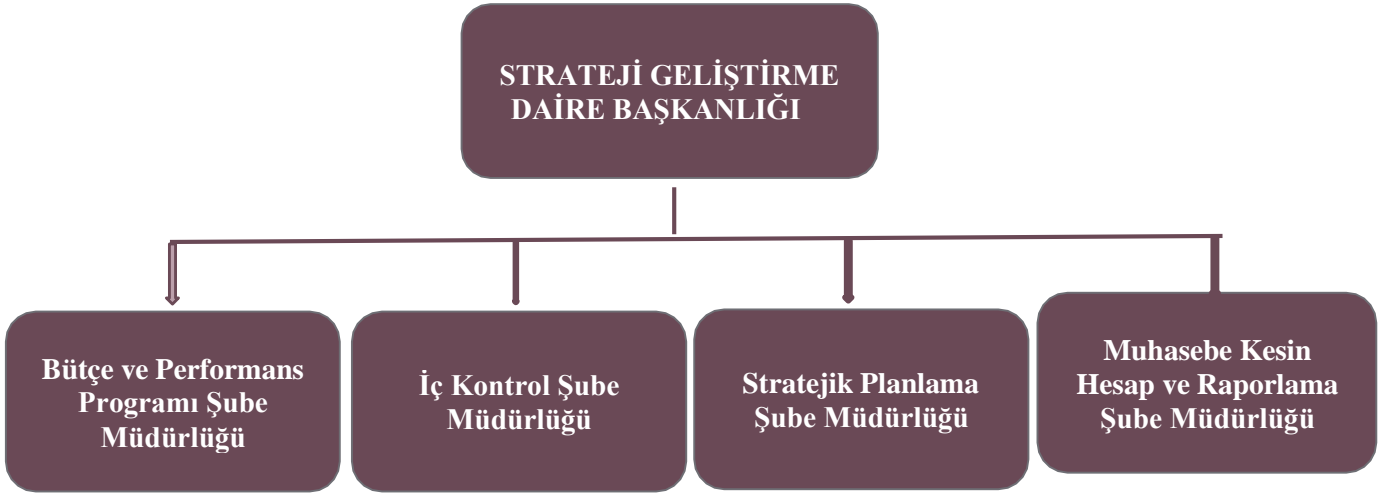 STRATEJİ GELİŞTİRME
DAİRE BAŞKANLIĞI
Bütçe ve Performans
Programı Şube
Müdürlüğü
İç Kontrol Şube
Müdürlüğü
Stratejik Planlama
Şube Müdürlüğü
Muhasebe Kesin
Hesap ve Raporlama
Şube Müdürlüğü